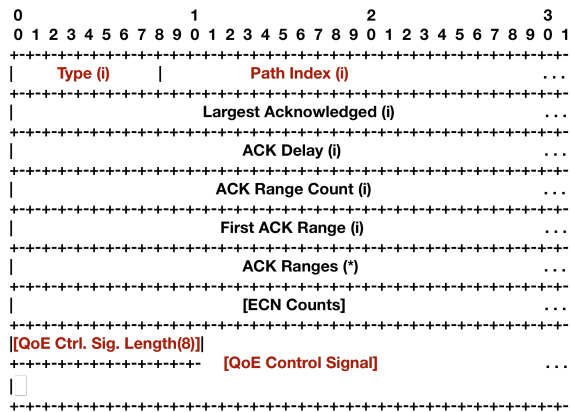 0 1 2 3
0 1 2 3 4 5 6 7 8 9 0 1 2 3 4 5 6 7 8 9 0 1 2 3 4 5 6 7 8 9 0 1
+-+-+-+-+-+-+-+-+-+-+-+-+-+-+-+-+-+-+-+-+-+-+-+-+-+-+-+-+-+-+-+-
| Type (i) | Path Index (i) ...
+-+-+-+-+-+-+-+-+-+-+-+-+-+-+-+-+-+-+-+-+-+-+-+-+-+-+-+-+-+-+-+-
| Largest Acknowledged (i) ...
+-+-+-+-+-+-+-+-+-+-+-+-+-+-+-+-+-+-+-+-+-+-+-+-+-+-+-+-+-+-+-+-
| ACK Delay (i) ...
+-+-+-+-+-+-+-+-+-+-+-+-+-+-+-+-+-+-+-+-+-+-+-+-+-+-+-+-+-+-+-+-
| ACK Range Count (i) ...
+-+-+-+-+-+-+-+-+-+-+-+-+-+-+-+-+-+-+-+-+-+-+-+-+-+-+-+-+-+-+-+-
| First ACK Range (i) ...
+-+-+-+-+-+-+-+-+-+-+-+-+-+-+-+-+-+-+-+-+-+-+-+-+-+-+-+-+-+-+-+-
| ACK Ranges (*) ...
+-+-+-+-+-+-+-+-+-+-+-+-+-+-+-+-+-+-+-+-+-+-+-+-+-+-+-+-+-+-+-+-
| [ECN Counts] ...
+-+-+-+-+-+-+-+-+-+-+-+-+-+-+-+-+-+-+-+-+-+-+-+-+-+-+-+-+-+-+-+-
|[QoE Ctrl. Sig. Length(8)]|
+-+-+-+-+-+-+-+-+-+-+- [QoE Control Signal] ...
|
+-+-+-+-+-+-+-+-+-+-+-+-+-+-+-+-+-+-+-+-+-+-+-+-+-+-+-+-+-+-+-+-